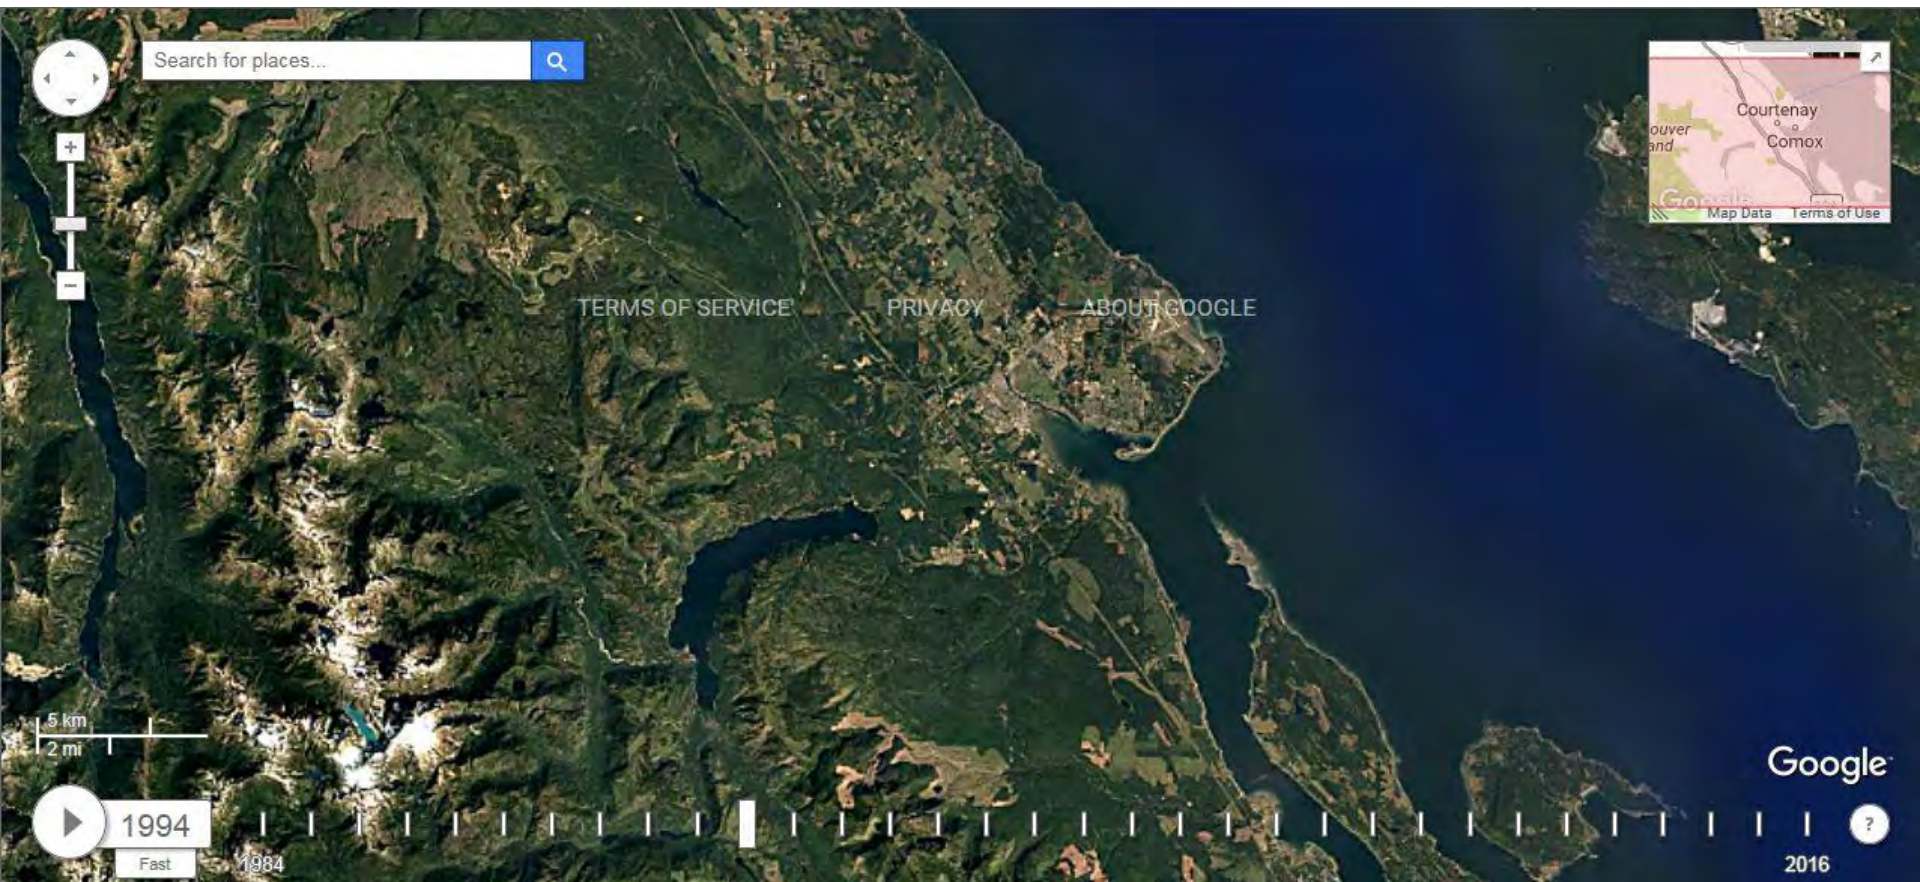 Search for places...
Courtenay
ouver
and
Comox
Google
Map Data
Terms of Use
+
−
TERMS OF SERVICE
PRIVACY
ABOUT GOOGLE
5 km
2 mi
Google
1994
?
Fast
1984
2016